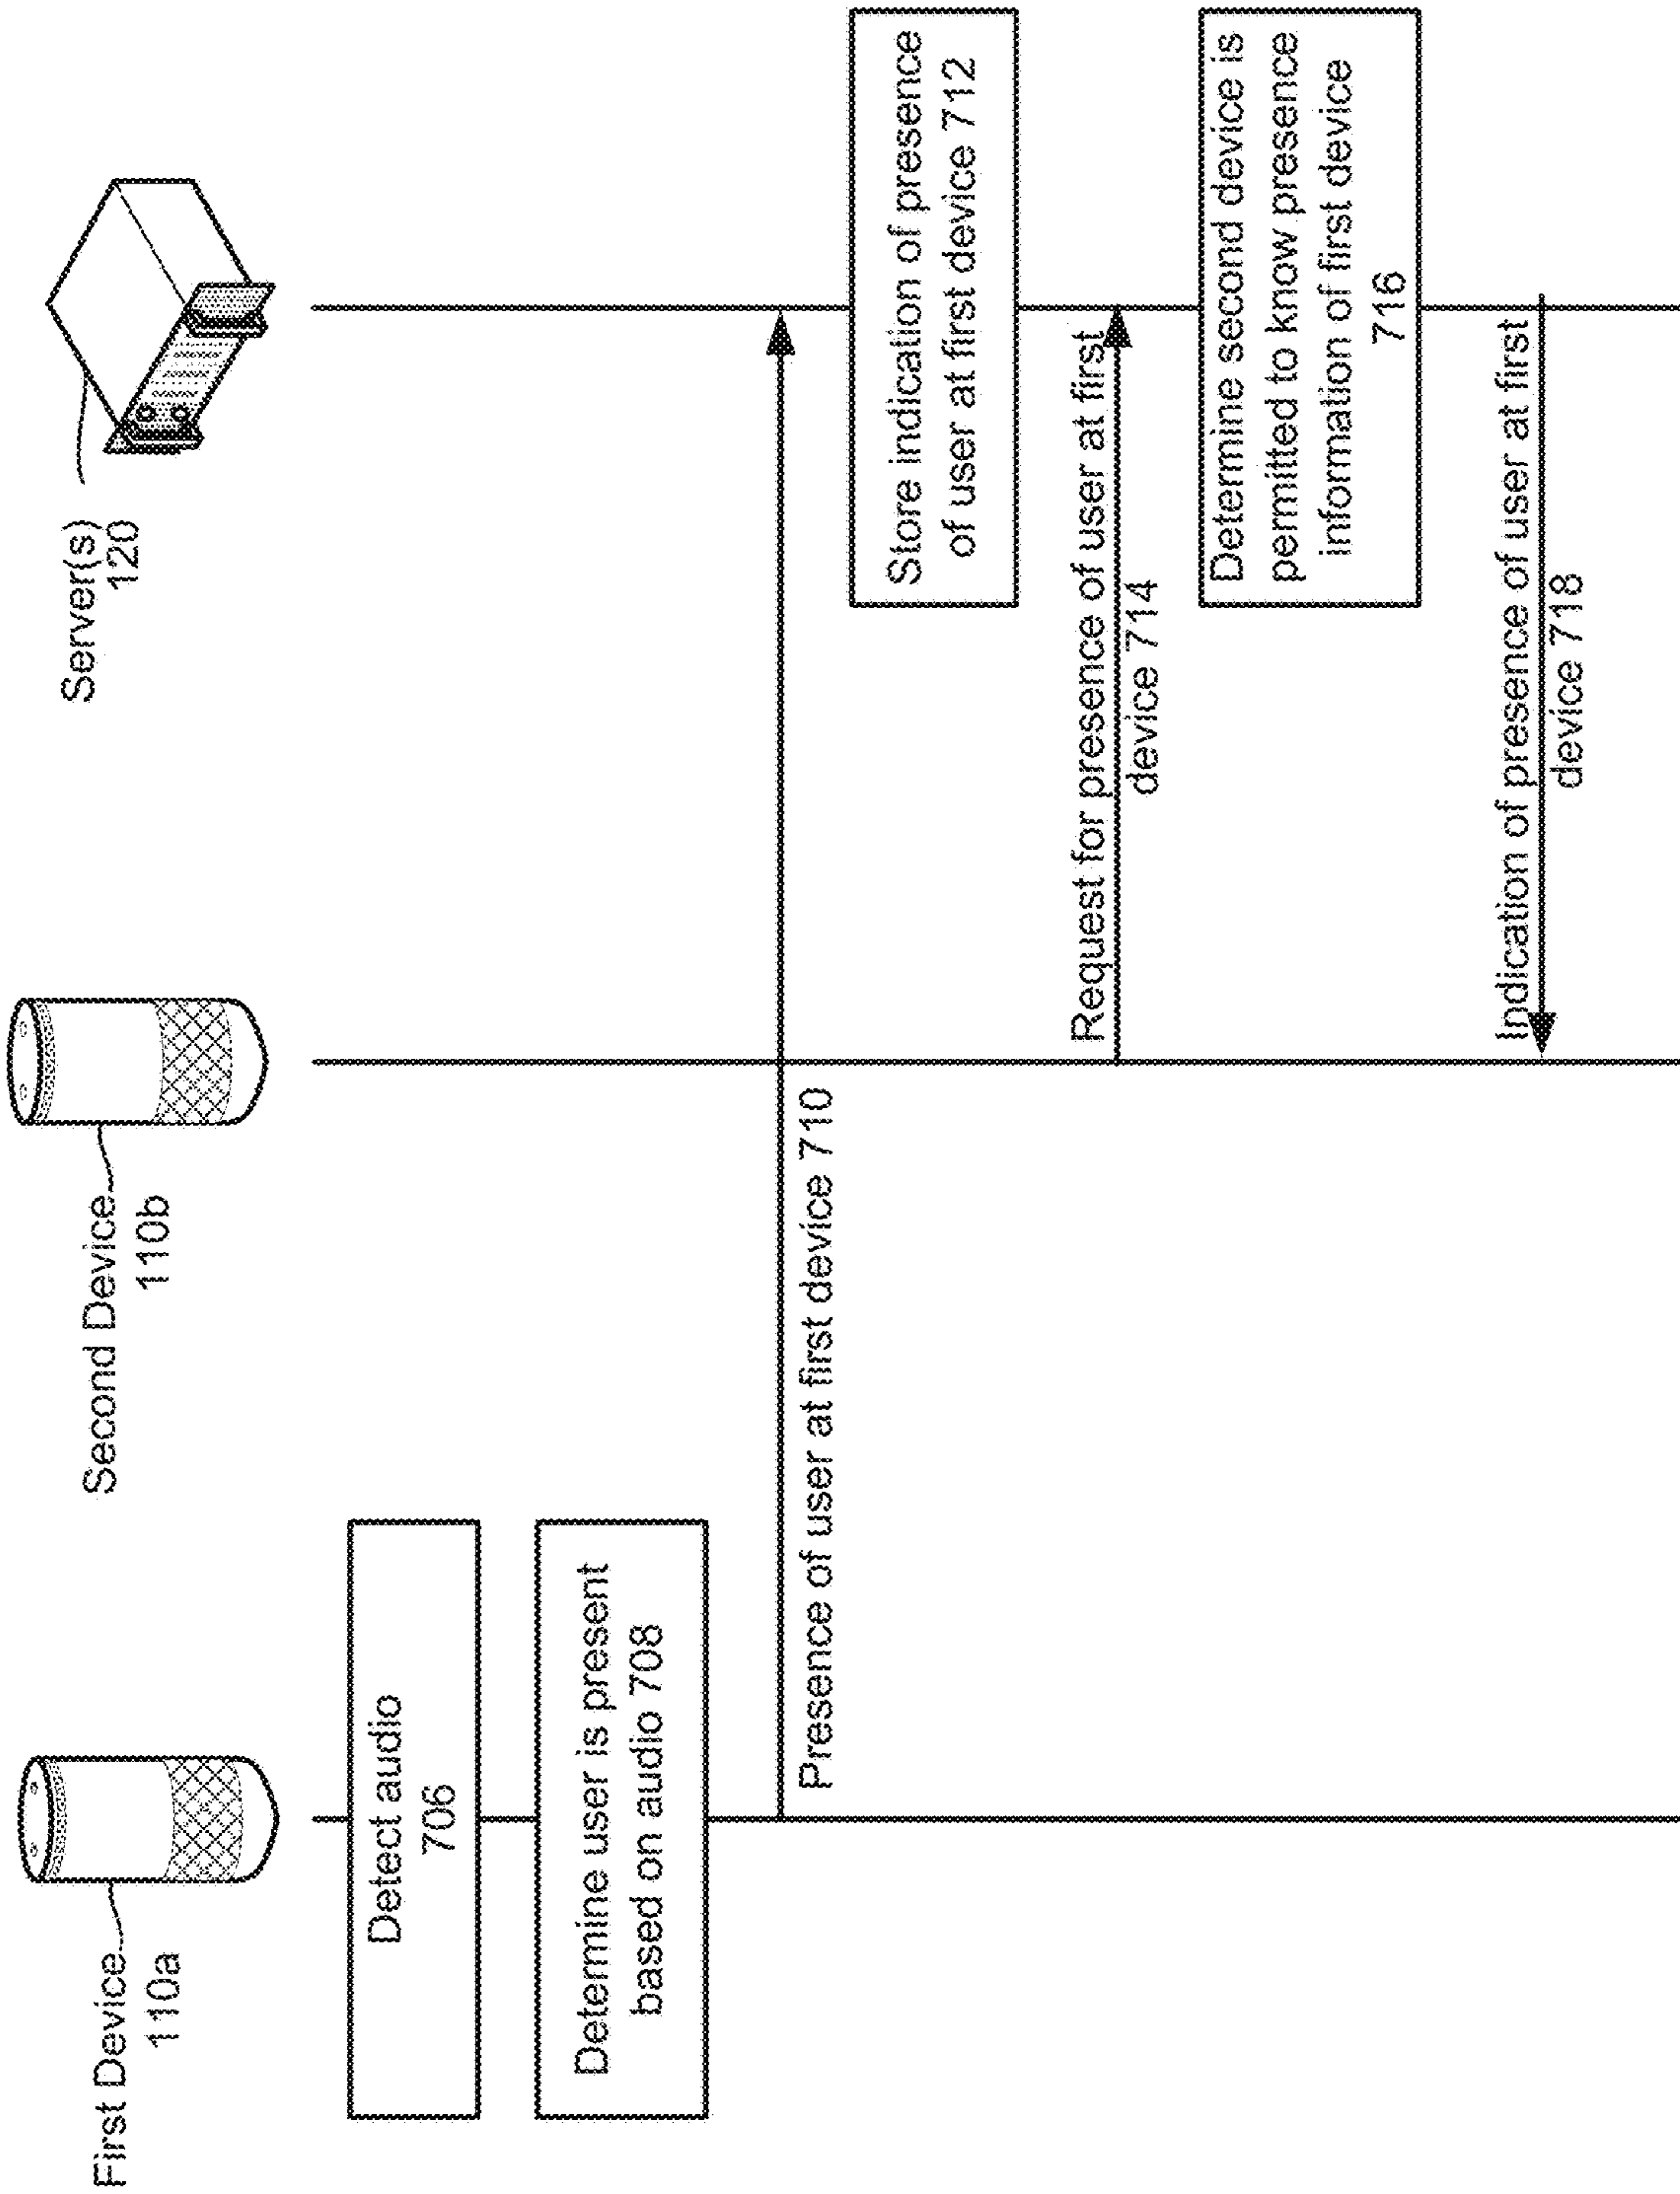 First Device
110a
Second Device
110b
Server(s)
120
Detect audio
706
Determine user is present
based on audio 708
Presence of user at first device 710
Store indication of presence
of user at first device 712
Request for presence of user at first
device 714
Determine second device is
permitted to know presence
information of first device
716
Indication of presence of user at first
device 718